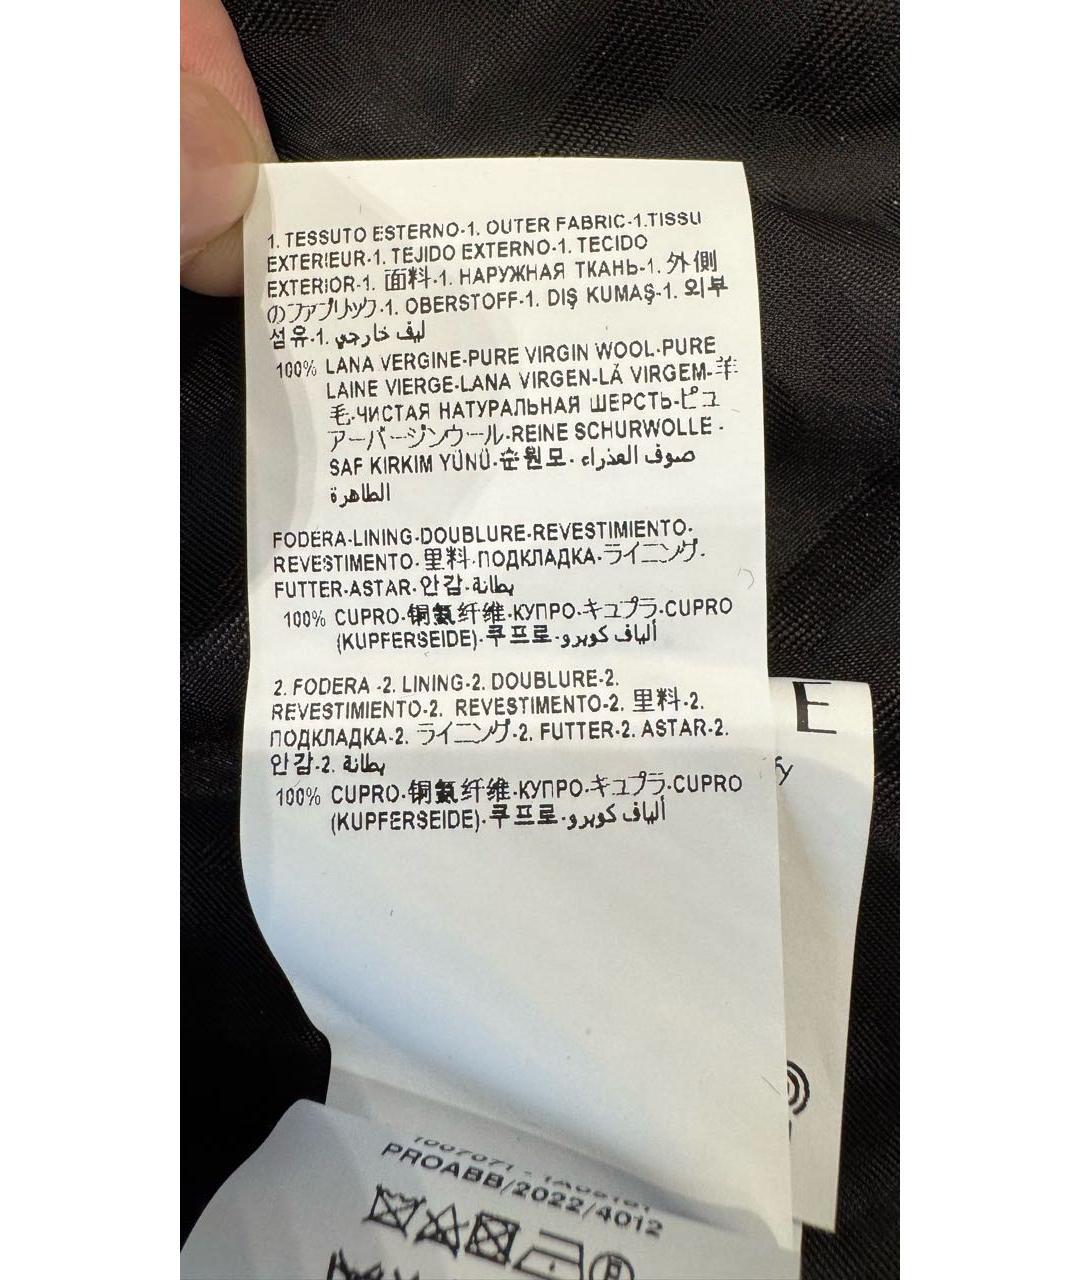 1. TESSUTO ESTERNO-1. OUTER FABRIC-1.TISSU
EXTERIEUR-1. TEJIDO EXTERNO-1. TECIDO
EXTERIOR-1. 面料-1. НАРУЖНАЯ ТКАНЬ-1. 外側
のファブリック-1. OBERSTOFF-1. DIŞ KUMAŞ-1. 외부
섬유-1. ليف خارجي
100% LANA VERGINE-PURE VIRGIN WOOL-PURE
LAINE VIERGE-LANA VIRGEN-LÁ VIRGEM-羊
毛-ЧИСТАЯ НАТУРАЛЬНАЯ ШЕРСТЬ-ピュ
アーバージンウール-REINE SCHURWOLLE -
SAF KIRKIM YÜNÜ-순원모- صوف العذراء
الطاهرة
FODERA-LINING-DOUBLURE-REVESTIMIENTO-
REVESTIMENTO-里料-ПОДКЛАДКА-ライニング-
FUTTER-ASTAR-안감-بطانة
100% CUPRO-铜氨纤维-КУПРО-キュプラ-CUPRO
(KUPFERSEIDE)-쿠프로-ألياف كوبرو
2. FODERA -2. LINING-2. DOUBLURE-2.
REVESTIMIENTO-2. REVESTIMENTO-2. 里料-2.
ПОДКЛАДКА-2. ライニング-2. FUTTER-2. ASTAR-2.
안감-2. بطانة
100% CUPRO-铜氨纤维-КУПРО-キュプラ-CUPRO
(KUPFERSEIDE)-쿠프로-ألياف كوبرو
E
fy
PROABB/2022/4012